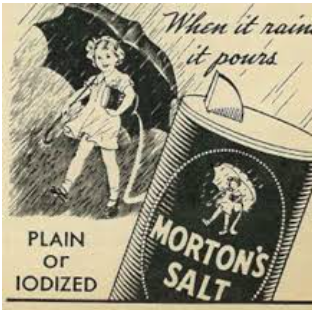 When it rains
it pours
PLAIN
or
IODIZED
MORTON'S
SALT